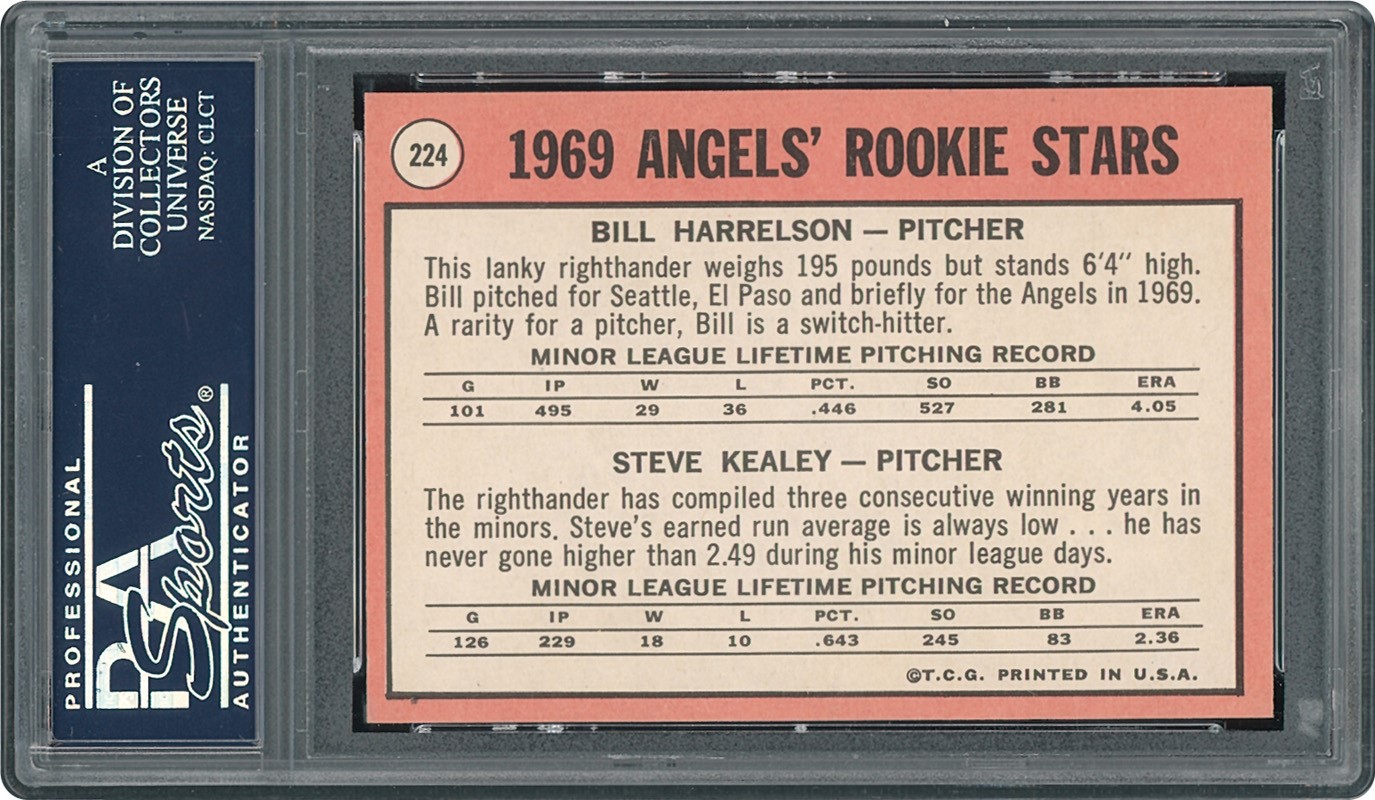 A
DIVISION OF
COLLECTORS
UNIVERSE
NASDAQ: CLCT
PROFESSIONAL
PSA
Sports®
AUTHENTICATOR
224
1969 ANGELS' ROOKIE STARS
BILL HARRELSON — PITCHER
This lanky righthander weighs 195 pounds but stands 6'4" high.
Bill pitched for Seattle, El Paso and briefly for the Angels in 1969.
A rarity for a pitcher, Bill is a switch-hitter.
MINOR LEAGUE LIFETIME PITCHING RECORD
G IP W L PCT. SO BB ERA
101 495 29 36 .446 527 281 4.05
STEVE KEALEY — PITCHER
The righthander has compiled three consecutive winning years in
the minors. Steve's earned run average is always low . . . he has
never gone higher than 2.49 during his minor league days.
MINOR LEAGUE LIFETIME PITCHING RECORD
G IP W L PCT. SO BB ERA
126 229 18 10 .643 245 83 2.36
©T.C.G. PRINTED IN U.S.A.